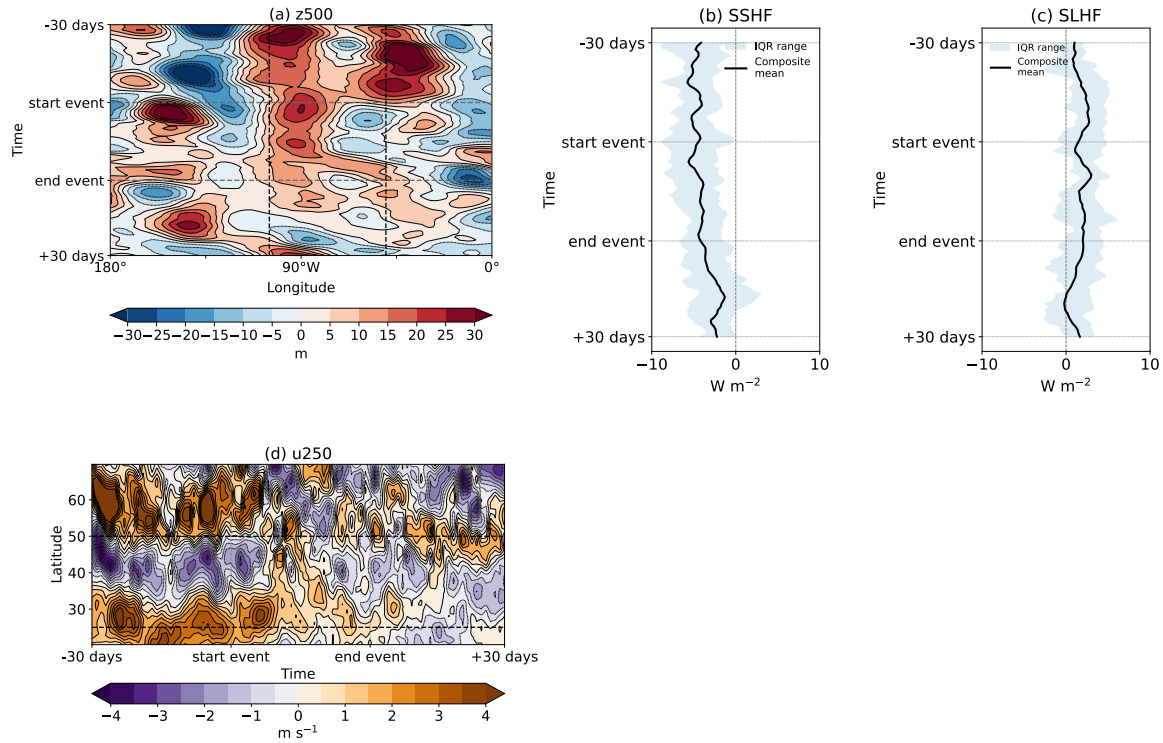 (a) z500
-30 days
start event
end event
+30 days
Time
180°
90°W
0°
Longitude
−30 −25 −20 −15 −10 −5 0 5 10 15 20 25 30
m
(b) SSHF
IQR range
Composite
mean
-30 days
start event
end event
+30 days
Time
−10
0
10
W m⁻²
(c) SLHF
IQR range
Composite
mean
-30 days
start event
end event
+30 days
Time
−10
0
10
W m⁻²
(d) u250
60
50
40
30
Latitude
-30 days
start event
end event
+30 days
Time
−4 −3 −2 −1 0 1 2 3 4
m s⁻¹